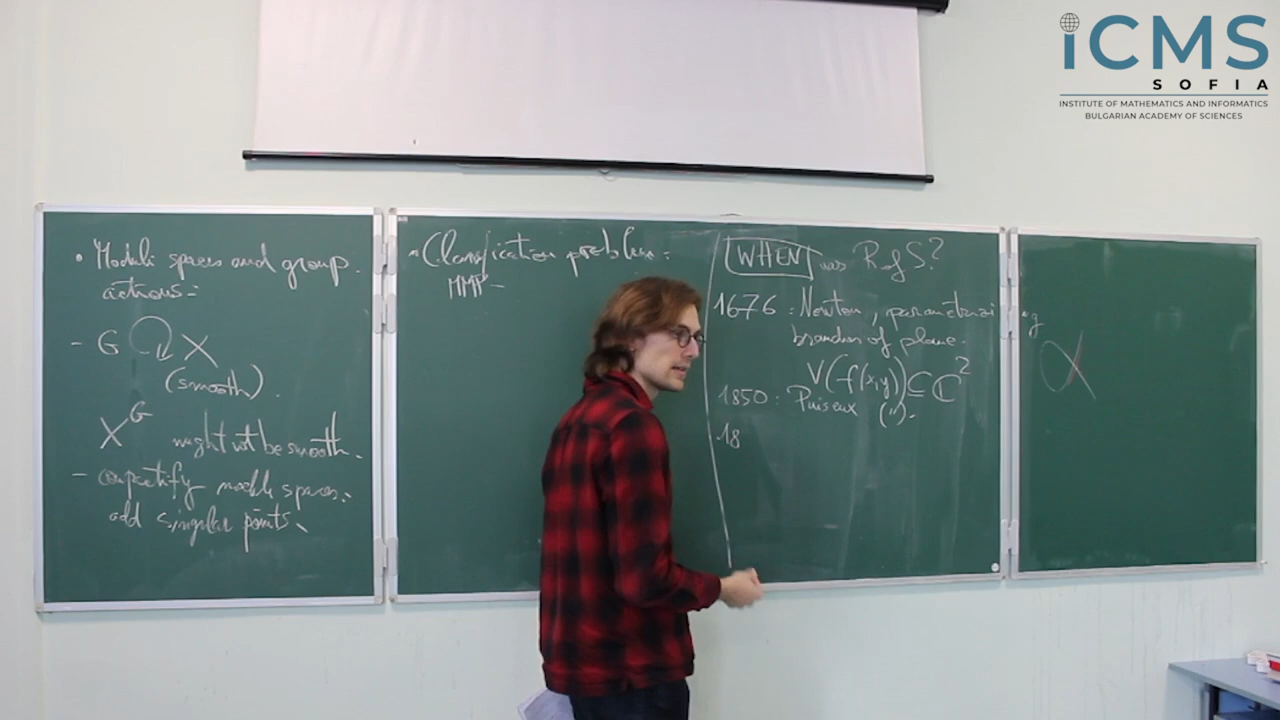 iCMS
SOFIA
INSTITUTE OF MATHEMATICS AND INFORMATICS
BULGARIAN ACADEMY OF SCIENCES
• Moduli spaces and group
actions:
- G X
(smooth).
X^G might not be smooth.
- compactify moduli spaces:
add singular points.
• Classification problem:
MMP-
WHEN was R of S?
1676: Newton, parametrizing
branches of plane.
V(f(x,y)) ⊆ ℂ²
1850: Puiseux (").
18